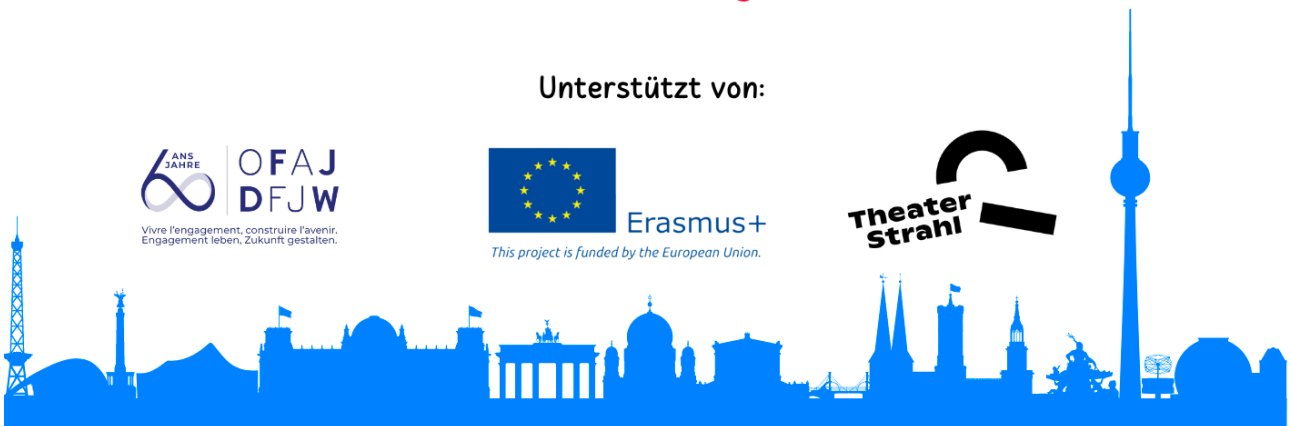 Unterstützt von:
60 ANS JAHRE
OFAJ
DFJW
Vivre l'engagement, construire l'avenir.
Engagement leben, Zukunft gestalten.
Erasmus+
This project is funded by the European Union.
Theater
Strahl